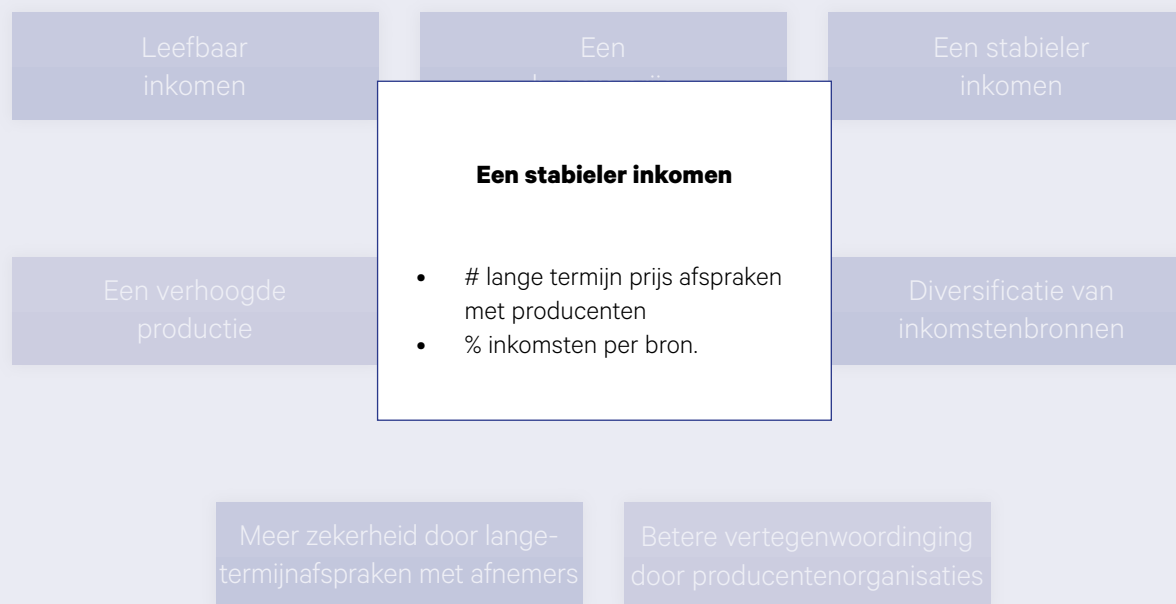 Leefbaar
inkomen
Een
Een stabieler
inkomen
Een stabieler inkomen
• # lange termijn prijs afspraken
met producenten
• % inkomsten per bron.
Een verhoogde
productie
Diversificatie van
inkomstenbronnen
Meer zekerheid door lange-
termijnafspraken met afnemers
Betere vertegenwoordinging
door producentenorganisaties